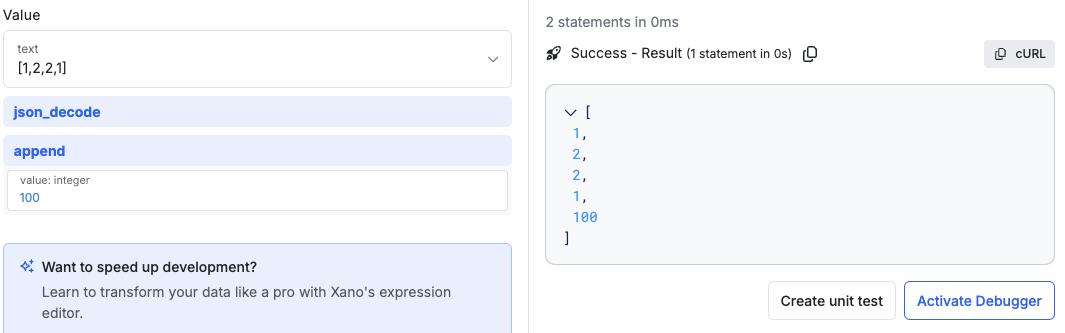 Value
text
[1,2,2,1]
json_decode
append
value: integer
100
Want to speed up development?
Learn to transform your data like a pro with Xano's expression
editor.
2 statements in 0ms
Success - Result (1 statement in 0s)
cURL
[
1,
2,
2,
1,
100
]
Create unit test
Activate Debugger